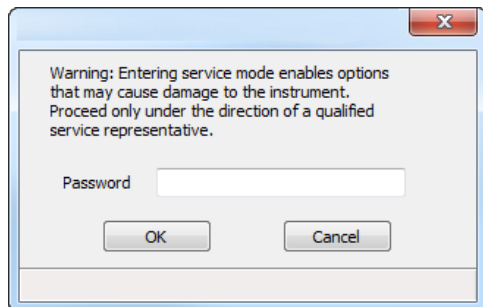 Warning: Entering service mode enables options
that may cause damage to the instrument.
Proceed only under the direction of a qualified
service representative.
Password
OK Cancel